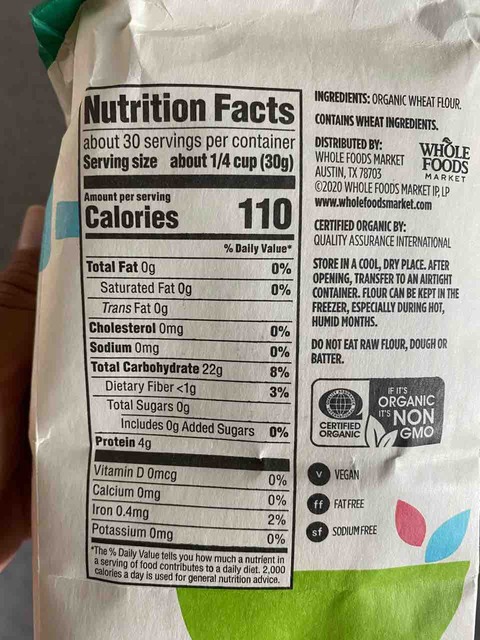 Nutrition Facts
about 30 servings per container
Serving size about 1/4 cup (30g)
Amount per serving
Calories 110
% Daily Value*
Total Fat 0g 0%
Saturated Fat 0g 0%
Trans Fat 0g
Cholesterol 0mg 0%
Sodium 0mg 0%
Total Carbohydrate 22g 8%
Dietary Fiber <1g 3%
Total Sugars 0g
Includes 0g Added Sugars 0%
Protein 4g
Vitamin D 0mcg 0%
Calcium 0mg 0%
Iron 0.4mg 2%
Potassium 0mg 0%
*The % Daily Value tells you how much a nutrient in
a serving of food contributes to a daily diet. 2,000
calories a day is used for general nutrition advice.
INGREDIENTS: ORGANIC WHEAT FLOUR.
CONTAINS WHEAT INGREDIENTS.
DISTRIBUTED BY:
WHOLE FOODS MARKET
AUSTIN, TX 78703
©2020 WHOLE FOODS MARKET IP, LP
www.wholefoodsmarket.com
WHOLE
FOODS
MARKET
CERTIFIED ORGANIC BY:
QUALITY ASSURANCE INTERNATIONAL
STORE IN A COOL, DRY PLACE. AFTER
OPENING, TRANSFER TO AN AIRTIGHT
CONTAINER. FLOUR CAN BE KEPT IN THE
FREEZER, ESPECIALLY DURING HOT,
HUMID MONTHS.
DO NOT EAT RAW FLOUR, DOUGH OR
BATTER.
CERTIFIED
ORGANIC
IF IT'S
ORGANIC
IT'S NON
GMO
V VEGAN
ff FAT FREE
sf SODIUM FREE